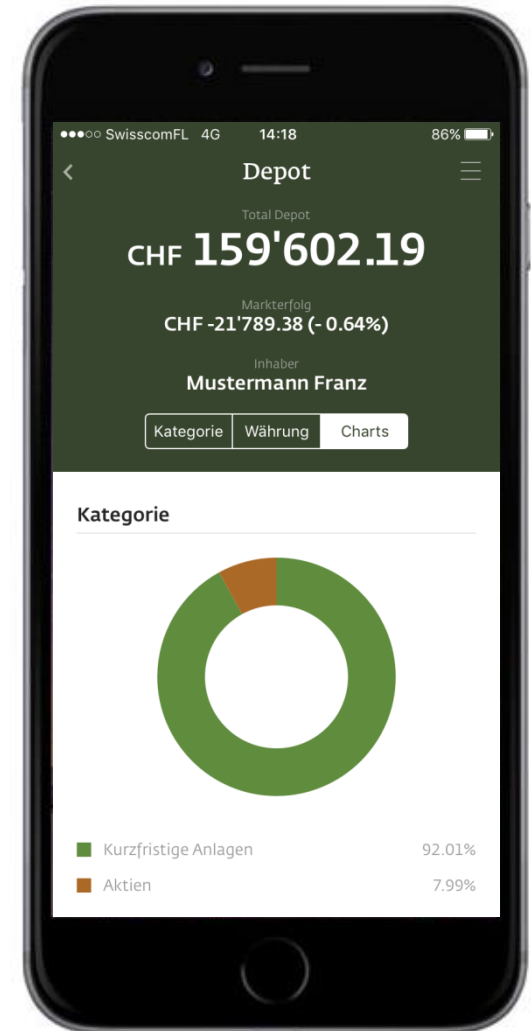 SwisscomFL 4G 14:18 86%
Depot
Total Depot
CHF 159'602.19
Markterfolg
CHF -21'789.38 (- 0.64%)
Inhaber
Mustermann Franz
Kategorie Währung Charts
Kategorie
Kurzfristige Anlagen 92.01%
Aktien 7.99%